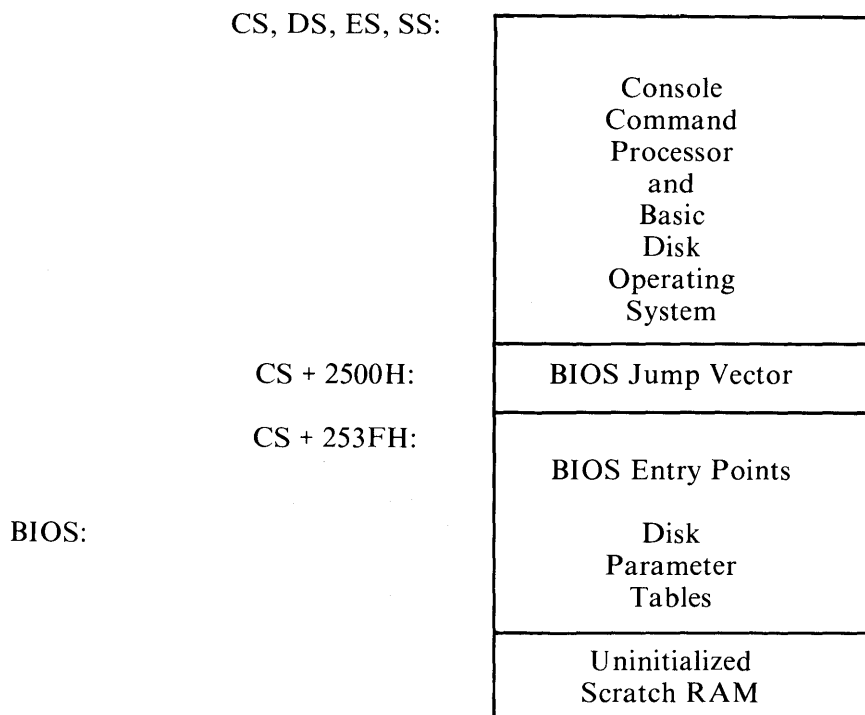 CS, DS, ES, SS:
Console
Command
Processor
and
Basic
Disk
Operating
System
CS + 2500H:
BIOS Jump Vector
CS + 253FH:
BIOS Entry Points
BIOS:
Disk
Parameter
Tables
Uninitialized
Scratch RAM